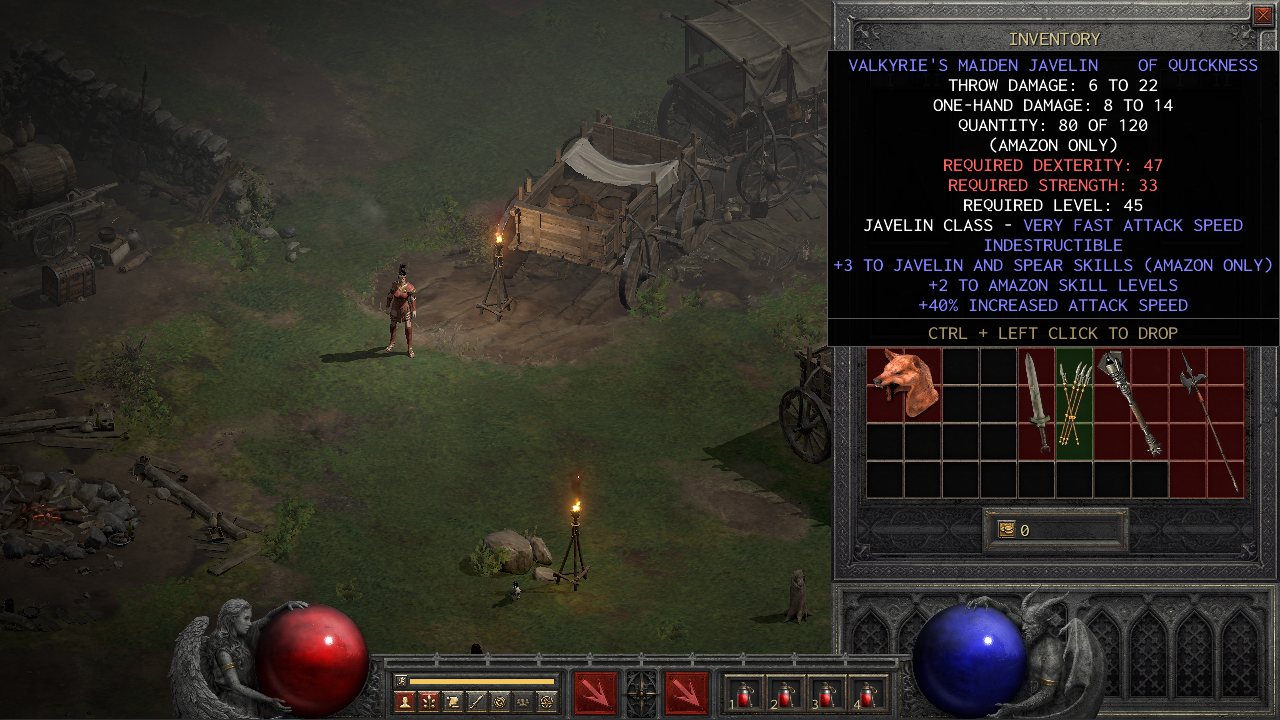 INVENTORY
VALKYRIE'S MAIDEN JAVELIN OF QUICKNESS
THROW DAMAGE: 6 TO 22
ONE-HAND DAMAGE: 8 TO 14
QUANTITY: 80 OF 120
(AMAZON ONLY)
REQUIRED DEXTERITY: 47
REQUIRED STRENGTH: 33
REQUIRED LEVEL: 45
JAVELIN CLASS - VERY FAST ATTACK SPEED
INDESTRUCTIBLE
+3 TO JAVELIN AND SPEAR SKILLS (AMAZON ONLY)
+2 TO AMAZON SKILL LEVELS
+40% INCREASED ATTACK SPEED
CTRL + LEFT CLICK TO DROP
0
1 2 3 4